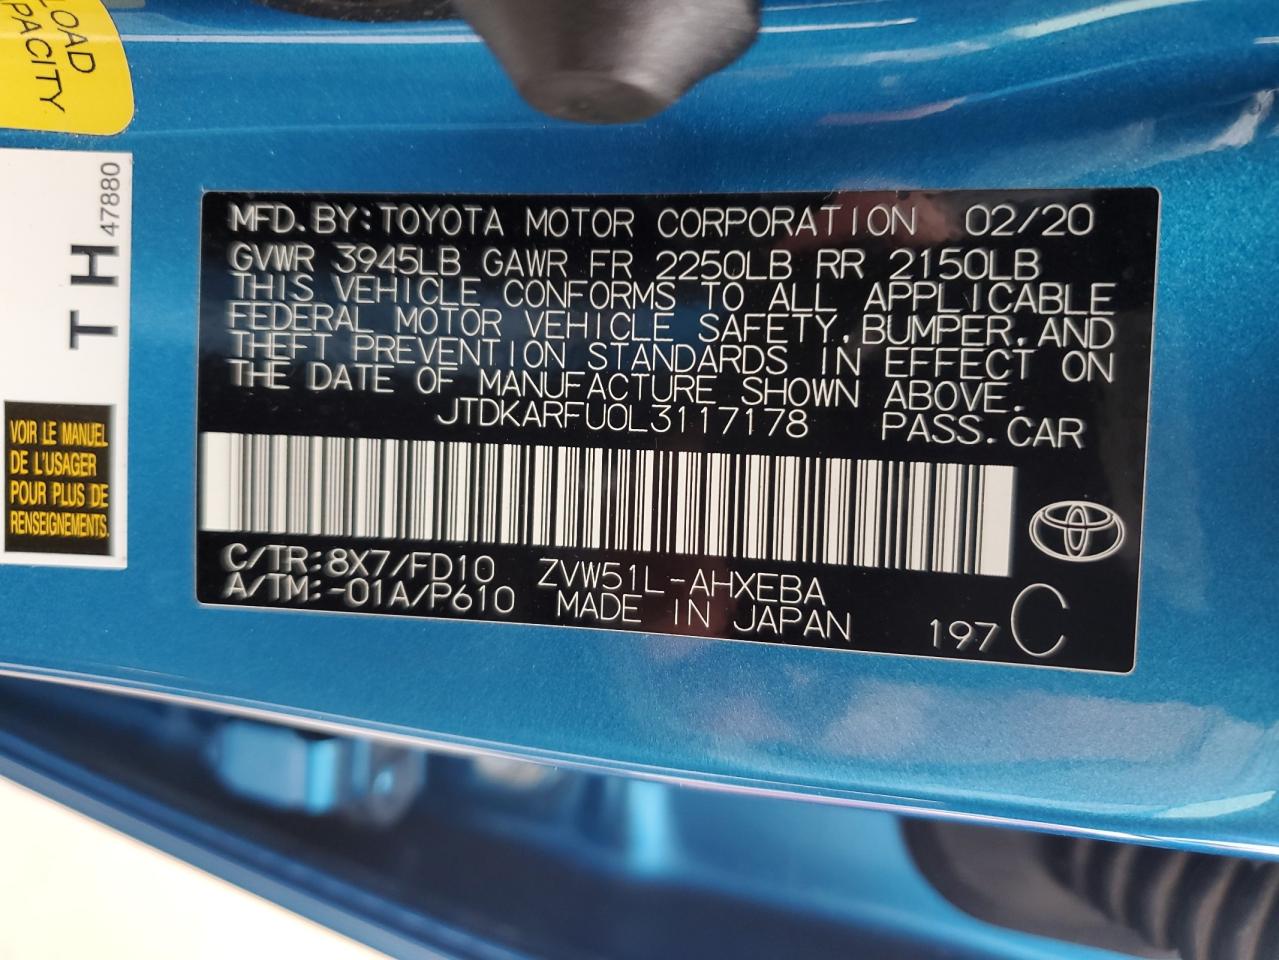 LOAD
PACITY
TH
47880
VOIR LE MANUEL
DE L'USAGER
POUR PLUS DE
RENSEIGNEMENTS.
MFD.BY:TOYOTA MOTOR CORPORATION 02/20
GVWR 3945LB GAWR FR 2250LB RR 2150LB
THIS VEHICLE CONFORMS TO ALL APPLICABLE
FEDERAL MOTOR VEHICLE SAFETY,BUMPER,AND
THEFT PREVENTION STANDARDS IN EFFECT ON
THE DATE OF MANUFACTURE SHOWN ABOVE.
JTDKARFU0L3117178 PASS.CAR
C/TR:8X7/FD10 ZVW51L-AHXEBA
A/TM:-01A/P610 MADE IN JAPAN
197 C